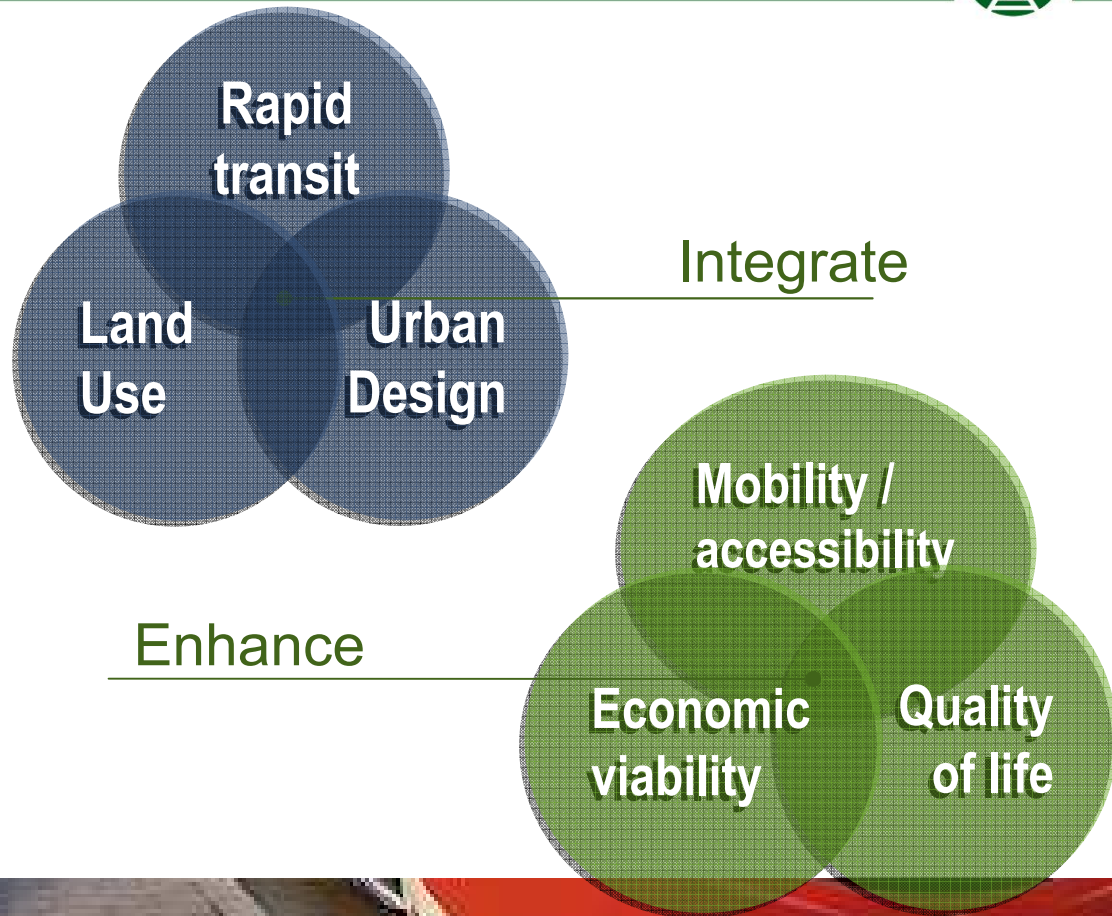 Rapid
transit
Integrate
Land
Use
Urban
Design
Mobility /
accessibility
Enhance
Economic
viability
Quality
of life